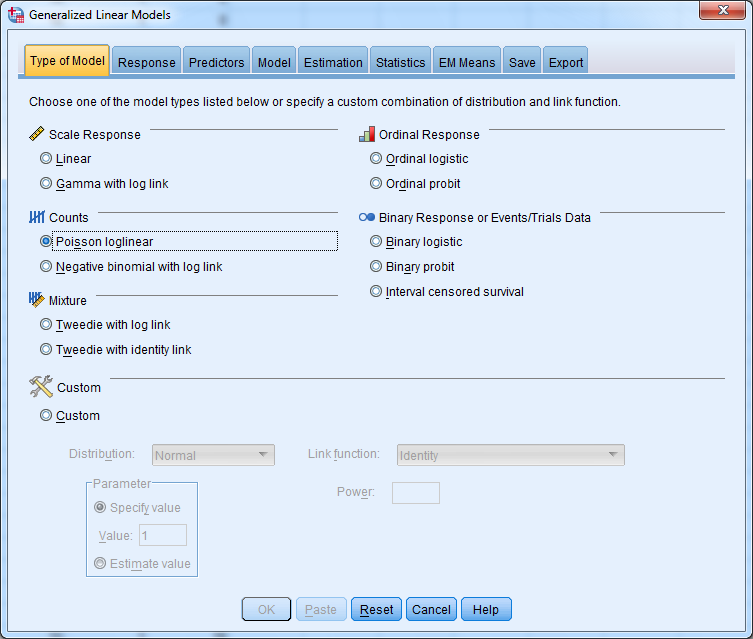 Generalized Linear Models
Type of Model Response Predictors Model Estimation Statistics EM Means Save Export
Choose one of the model types listed below or specify a custom combination of distribution and link function.
Scale Response
Linear
Gamma with log link
Ordinal Response
Ordinal logistic
Ordinal probit
Counts
Poisson loglinear
Negative binomial with log link
Binary Response or Events/Trials Data
Binary logistic
Binary probit
Interval censored survival
Mixture
Tweedie with log link
Tweedie with identity link
Custom
Custom
Distribution: Normal
Link function: Identity
Parameter
Specify value
Value: 1
Estimate value
Power:
OK Paste Reset Cancel Help